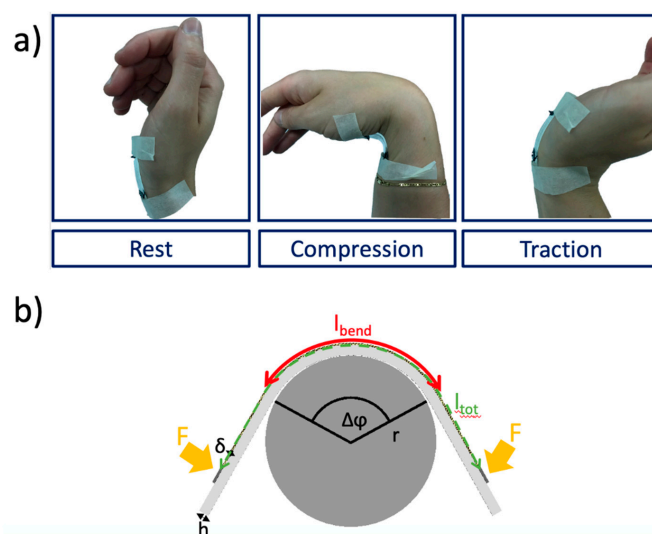 a)
Rest
Compression
Traction
b)
lbend
ltot
Δφ
r
F
δ
F
h